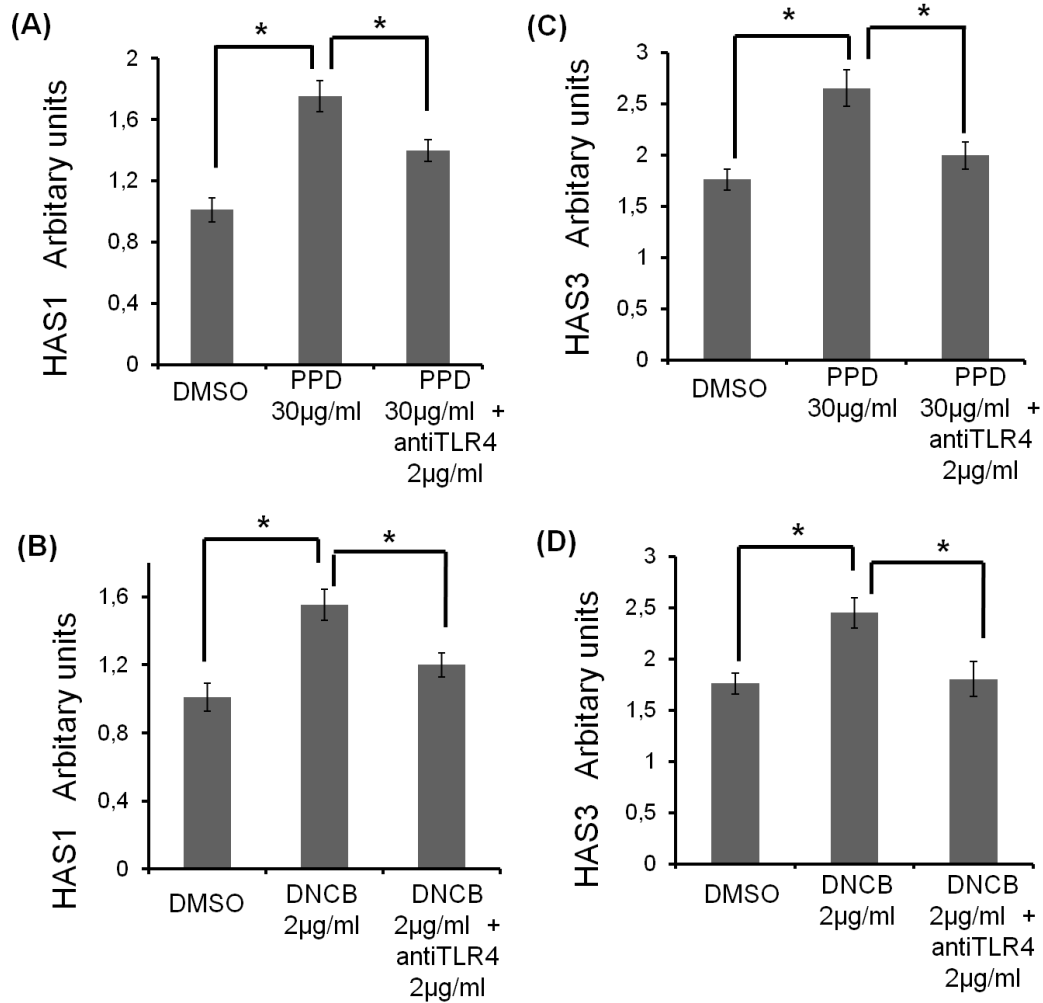 (A)
HAS1 Arbitary units
*
*
2
1,6
1,2
0,8
0,4
0
DMSO
PPD
30µg/ml
PPD
30µg/ml +
antiTLR4
2µg/ml
(C)
HAS3 Arbitary units
*
*
3
2,5
2
1,5
1
0,5
0
DMSO
PPD
30µg/ml
PPD
30µg/ml +
antiTLR4
2µg/ml
(B)
HAS1 Arbitary units
*
*
1,6
1,2
0,8
0,4
0
DMSO
DNCB
2µg/ml
DNCB
2µg/ml +
antiTLR4
2µg/ml
(D)
HAS3 Arbitary units
*
*
3
2,5
2
1,5
1
0,5
0
DMSO
DNCB
2µg/ml
DNCB
2µg/ml +
antiTLR4
2µg/ml